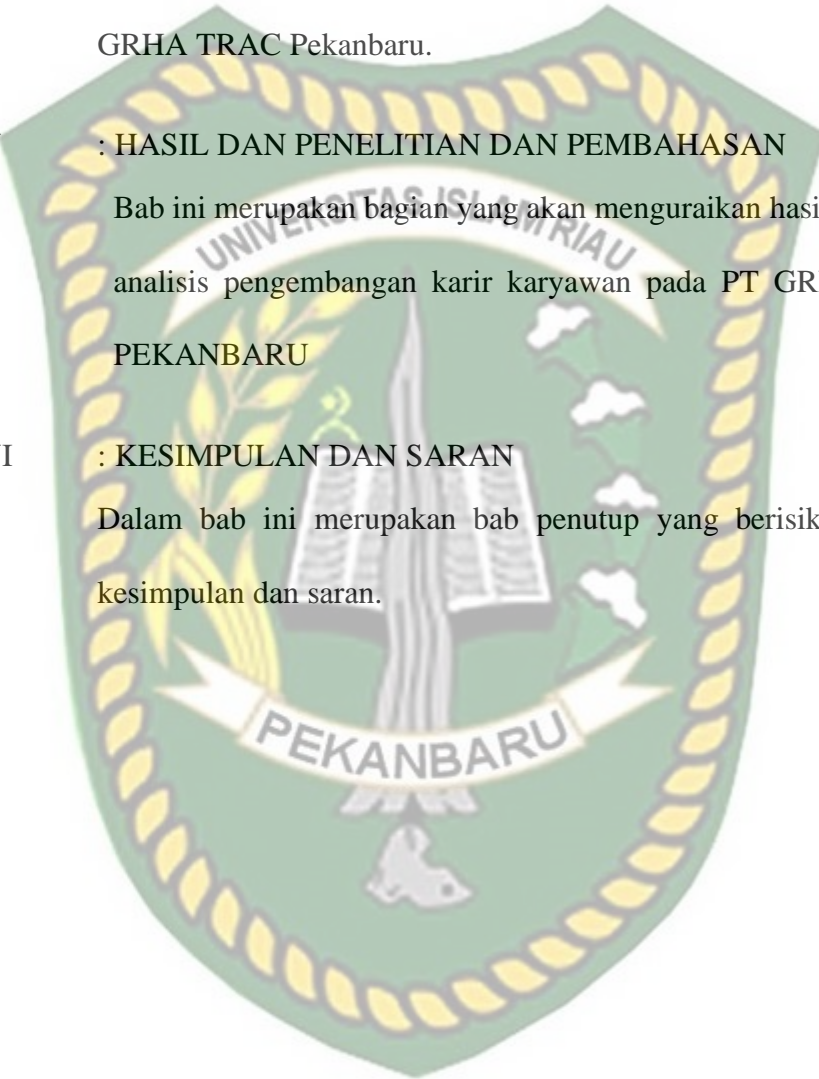 GRHA TRAC Pekanbaru.
: HASIL DAN PENELITIAN DAN PEMBAHASAN
Bab ini merupakan bagian yang akan menguraikan hasi
analisis pengembangan karir karyawan pada PT GR
PEKANBARU
I : KESIMPULAN DAN SARAN
Dalam bab ini merupakan bab penutup yang berisik
kesimpulan dan saran.
UNIVERSITAS ISLAM RIAU
PEKANBARU